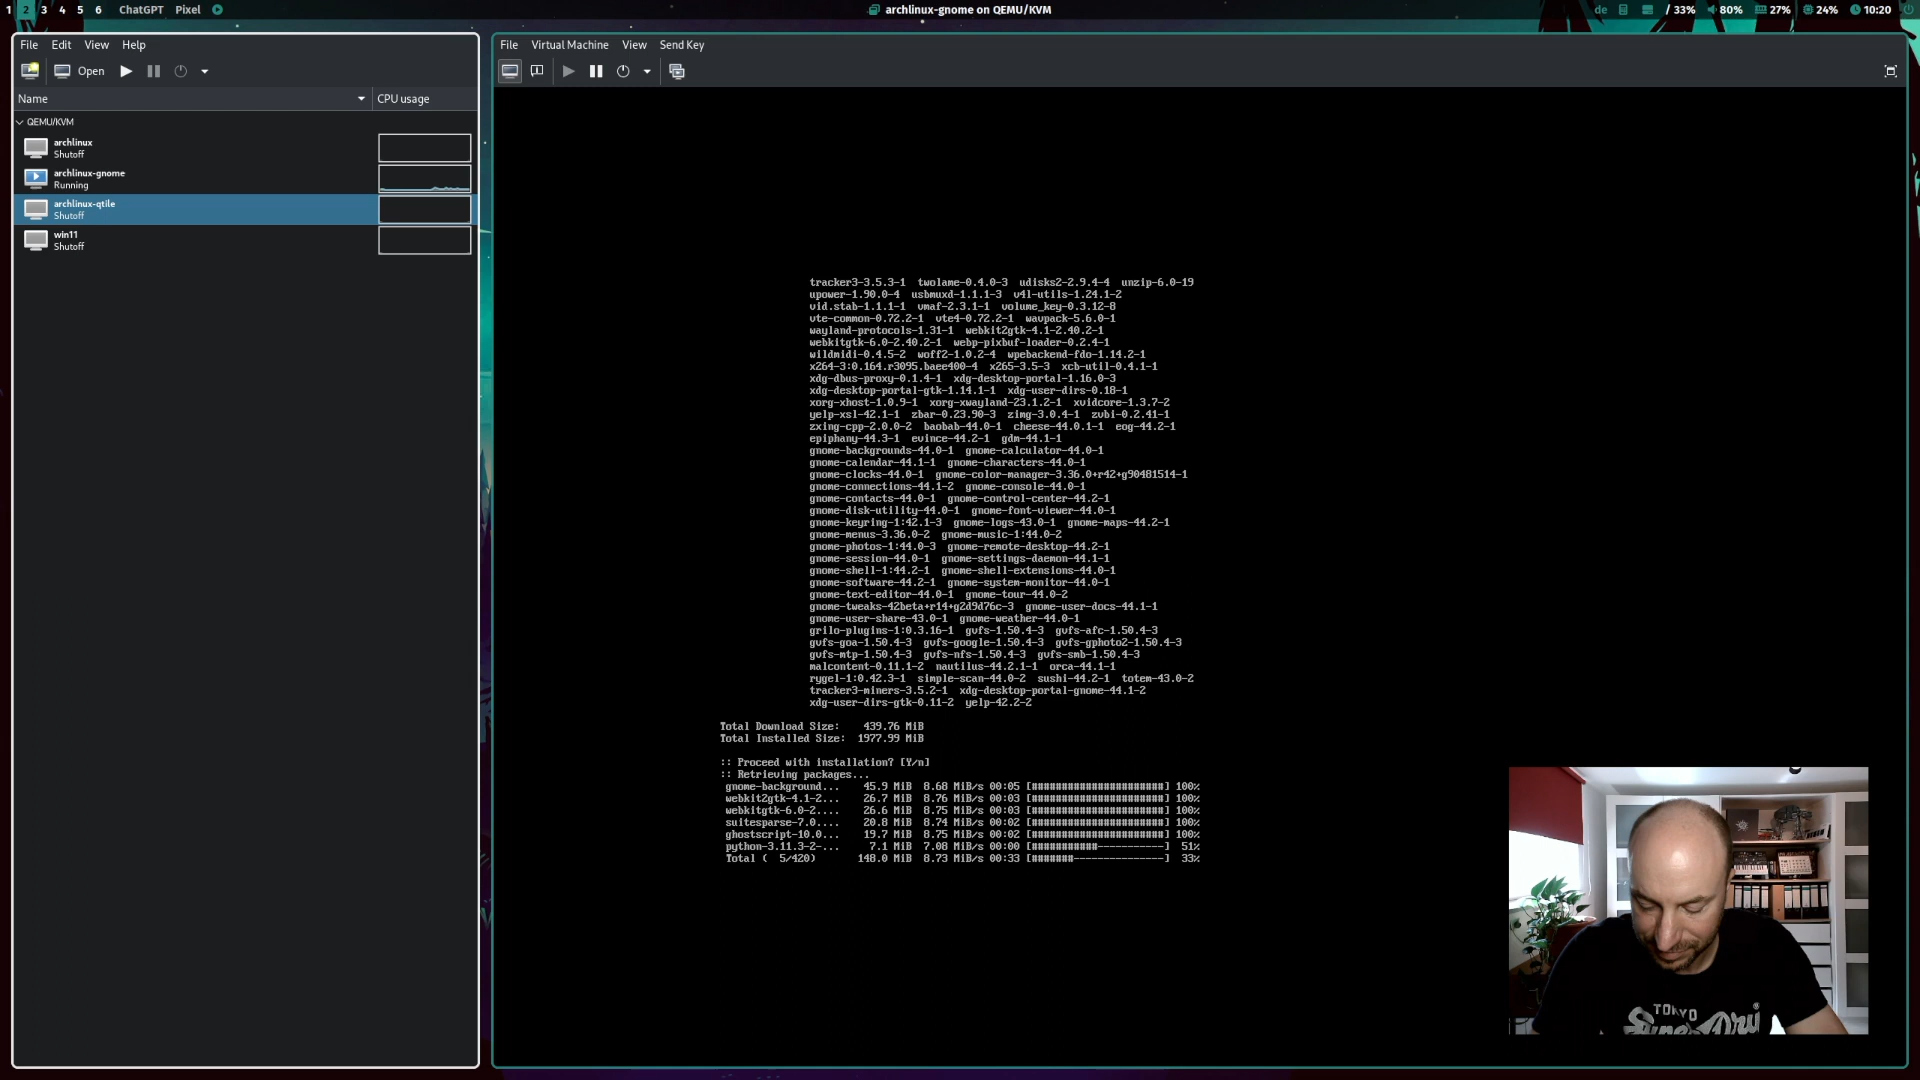 1 2 3 4 5 6 ChatGPT Pixel
archlinux-gnome on QEMU/KVM
de / 33% 80% 27% 24% 10:20
File Edit View Help
Open
Name CPU usage
QEMU/KVM
archlinux
Shutoff
archlinux-gnome
Running
archlinux-qtile
Shutoff
win11
Shutoff
File Virtual Machine View Send Key
tracker3-3.5.3-1 twolame-0.4.0-3 udisks2-2.9.4-4 unzip-6.0-19
upower-1.90.0-4 usbmuxd-1.1.1-3 v4l-utils-1.24.1-2
vid.stab-1.1.1-1 vmaf-2.3.1-1 volume_key-0.3.12-8
vte-common-0.72.2-1 vte4-0.72.2-1 wavpack-5.6.0-1
wayland-protocols-1.31-1 webkit2gtk-4.1-2.40.2-1
webkitgtk-6.0-2.40.2-1 webp-pixbuf-loader-0.2.4-1
wildmidi-0.4.5-2 woff2-1.0.2-4 wpebackend-fdo-1.14.2-1
x264-3:0.164.r3095.baee400-4 x265-3.5-3 xcb-util-0.4.1-1
xdg-dbus-proxy-0.1.4-1 xdg-desktop-portal-1.16.0-3
xdg-desktop-portal-gtk-1.14.1-1 xdg-user-dirs-0.18-1
xorg-xhost-1.0.9-1 xorg-xwayland-23.1.2-1 xvidcore-1.3.7-2
yelp-xsl-42.1-1 zbar-0.23.90-3 zimg-3.0.4-1 zvbi-0.2.41-1
zxing-cpp-2.0.0-2 baobab-44.0-1 cheese-44.0.1-1 eog-44.2-1
epiphany-44.3-1 evince-44.2-1 gdm-44.1-1
gnome-backgrounds-44.0-1 gnome-calculator-44.0-1
gnome-calendar-44.1-1 gnome-characters-44.0-1
gnome-clocks-44.0-1 gnome-color-manager-3.36.0+r42+g90481514-1
gnome-connections-44.1-2 gnome-console-44.0-1
gnome-contacts-44.0-1 gnome-control-center-44.2-1
gnome-disk-utility-44.0-1 gnome-font-viewer-44.0-1
gnome-keyring-1:42.1-3 gnome-logs-43.0-1 gnome-maps-44.2-1
gnome-menus-3.36.0-2 gnome-music-1:44.0-2
gnome-photos-1:44.0-3 gnome-remote-desktop-44.2-1
gnome-session-44.0-1 gnome-settings-daemon-44.1-1
gnome-shell-1:44.2-1 gnome-shell-extensions-44.0-1
gnome-software-44.2-1 gnome-system-monitor-44.0-1
gnome-text-editor-44.0-1 gnome-tour-44.0-2
gnome-tweaks-42beta+r14+g2d9d76c-3 gnome-user-docs-44.1-1
gnome-user-share-43.0-1 gnome-weather-44.0-1
grilo-plugins-1:0.3.16-1 gvfs-1.50.4-3 gvfs-afc-1.50.4-3
gvfs-goa-1.50.4-3 gvfs-google-1.50.4-3 gvfs-gphoto2-1.50.4-3
gvfs-mtp-1.50.4-3 gvfs-nfs-1.50.4-3 gvfs-smb-1.50.4-3
malcontent-0.11.1-2 nautilus-44.2.1-1 orca-44.1-1
rygel-1:0.42.3-1 simple-scan-44.0-2 sushi-44.2-1 totem-43.0-2
tracker3-miners-3.5.2-1 xdg-desktop-portal-gnome-44.1-2
xdg-user-dirs-gtk-0.11-2 yelp-42.2-2
Total Download Size: 439.76 MiB
Total Installed Size: 1977.99 MiB
:: Proceed with installation? [Y/n]
:: Retrieving packages...
gnome-background... 45.9 MiB 8.68 MiB/s 00:05 [######################] 100%
webkit2gtk-4.1-2... 26.7 MiB 8.76 MiB/s 00:03 [######################] 100%
webkitgtk-6.0-2... 26.6 MiB 8.75 MiB/s 00:03 [######################] 100%
suitesparse-7.0.... 20.8 MiB 8.74 MiB/s 00:02 [######################] 100%
ghostscript-10.0... 19.7 MiB 8.75 MiB/s 00:02 [######################] 100%
python-3.11.3-2-... 7.1 MiB 7.08 MiB/s 00:00 [###########-----------] 51%
Total ( 5/420) 148.0 MiB 8.73 MiB/s 00:33 [#######---------------] 33%
TOKYO
SuperDry